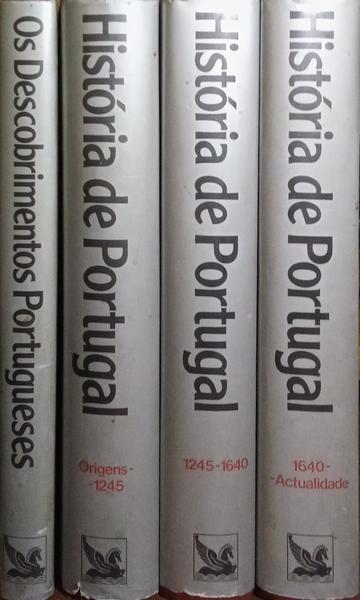 Os Descobrimentos Portugueses
História de Portugal
Origens-
-1245
História de Portugal
1245-1640
História de Portugal
1640-
-Actualidade